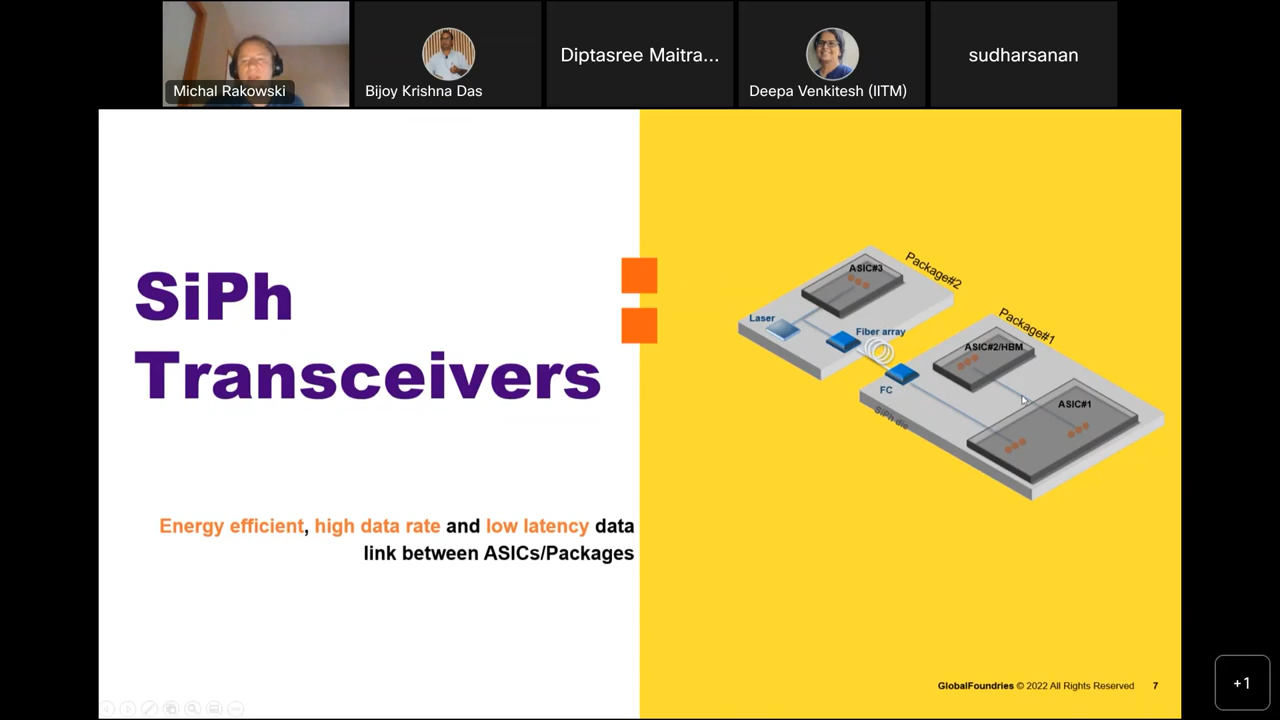 Michal Rakowski
Bijoy Krishna Das
Diptasree Maitra...
Deepa Venkitesh (IITM)
sudharsanan
SiPh
Transceivers
Energy efficient, high data rate and low latency data
link between ASICs/Packages
Package#2
ASIC#3
Laser
Fiber array
Package#1
ASIC#2/HBM
FC
ASIC#1
SiPh die
GlobalFoundries © 2022 All Rights Reserved 7
+1